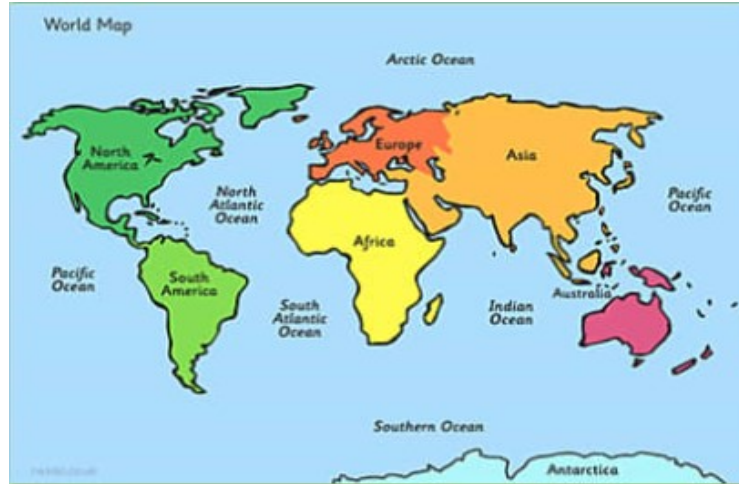 World Map
Arctic Ocean
North
America
Europe
Asia
North
Atlantic
Ocean
Pacific
Ocean
Africa
Pacific
Ocean
South
America
South
Atlantic
Ocean
Indian
Ocean
Australia
Southern Ocean
Antarctica